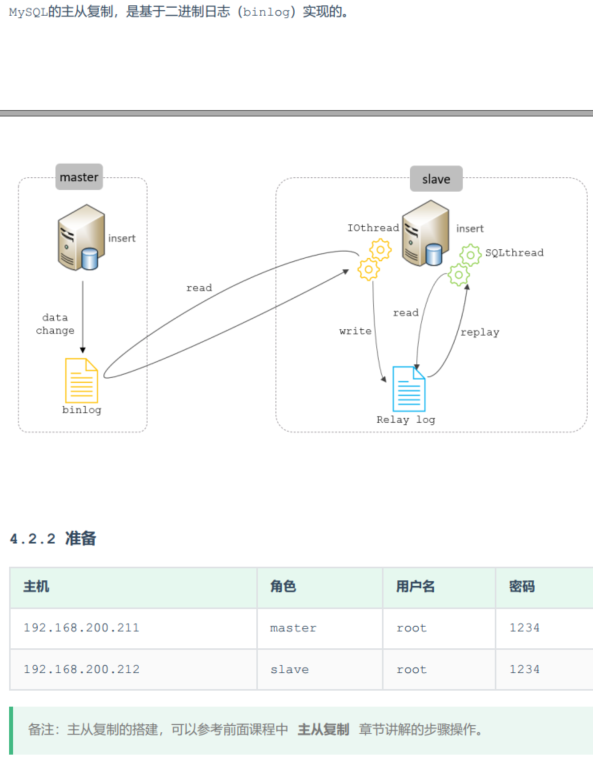 MySQL的主从复制，是基于二进制日志（binlog）实现的。
master
slave
insert
IOthread
insert
SQLthread
read
data
change
read
write
replay
binlog
Relay log
4.2.2 准备
主机 角色 用户名 密码
192.168.200.211 master root 1234
192.168.200.212 slave root 1234
备注：主从复制的搭建，可以参考前面课程中 主从复制 章节讲解的步骤操作。